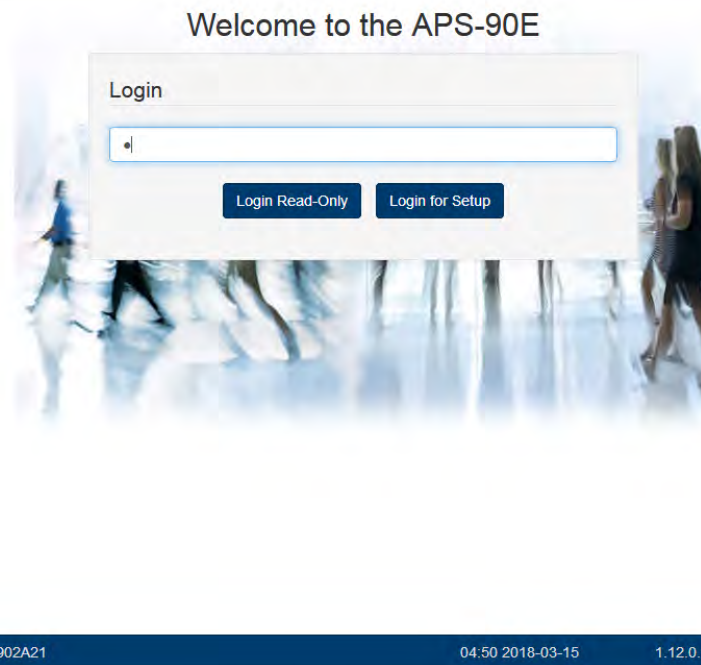 Welcome to the APS-90E
Login
●
Login Read-Only Login for Setup
902A21 04:50 2018-03-15 1.12.0.